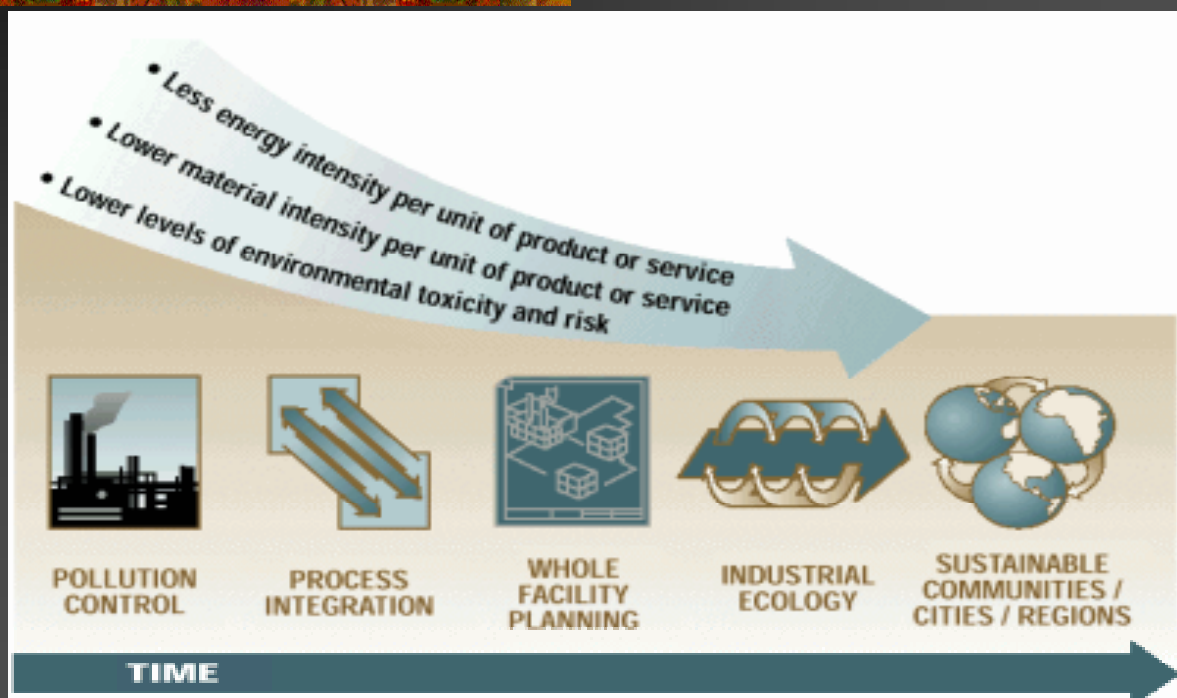 • Less energy intensity per unit of product or service
• Lower material intensity per unit of product or service
• Lower levels of environmental toxicity and risk
POLLUTION
CONTROL
PROCESS
INTEGRATION
WHOLE
FACILITY
PLANNING
INDUSTRIAL
ECOLOGY
SUSTAINABLE
COMMUNITIES /
CITIES / REGIONS
TIME